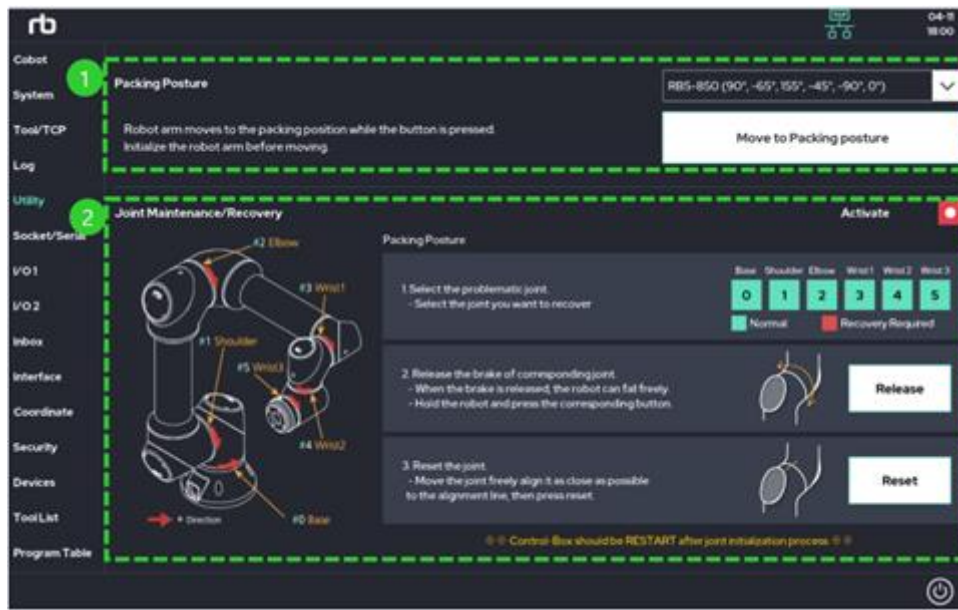 rb
04-11
18:00
Cobot
System
Tool/TCP
Log
Utility
Socket/Serial
I/O 1
I/O 2
Inbox
Interface
Coordinate
Security
Devices
Tool List
Program Table
1
Packing Posture
RB5-850 (90°, -65°, 155°, -45°, -90°, 0°)
Robot arm moves to the packing position while the button is pressed.
Initialize the robot arm before moving.
Move to Packing posture
2
Joint Maintenance/Recovery
Activate
#2 Elbow
#3 Wrist1
#1 Shoulder
#5 Wrist3
#4 Wrist2
#0 Base
+ Direction
Packing Posture
1. Select the problematic joint.
- Select the joint you want to recover
Base Shoulder Elbow Wrist 1 Wrist 2 Wrist 3
0 1 2 3 4 5
Normal Recovery Required
2. Release the brake of corresponding joint.
- When the brake is released, the robot can fall freely.
- Hold the robot and press the corresponding button.
Release
3. Reset the joint.
- Move the joint freely align it as close as possible
to the alignment line, then press reset.
Reset
Control-Box should be RESTART after joint initialization process.